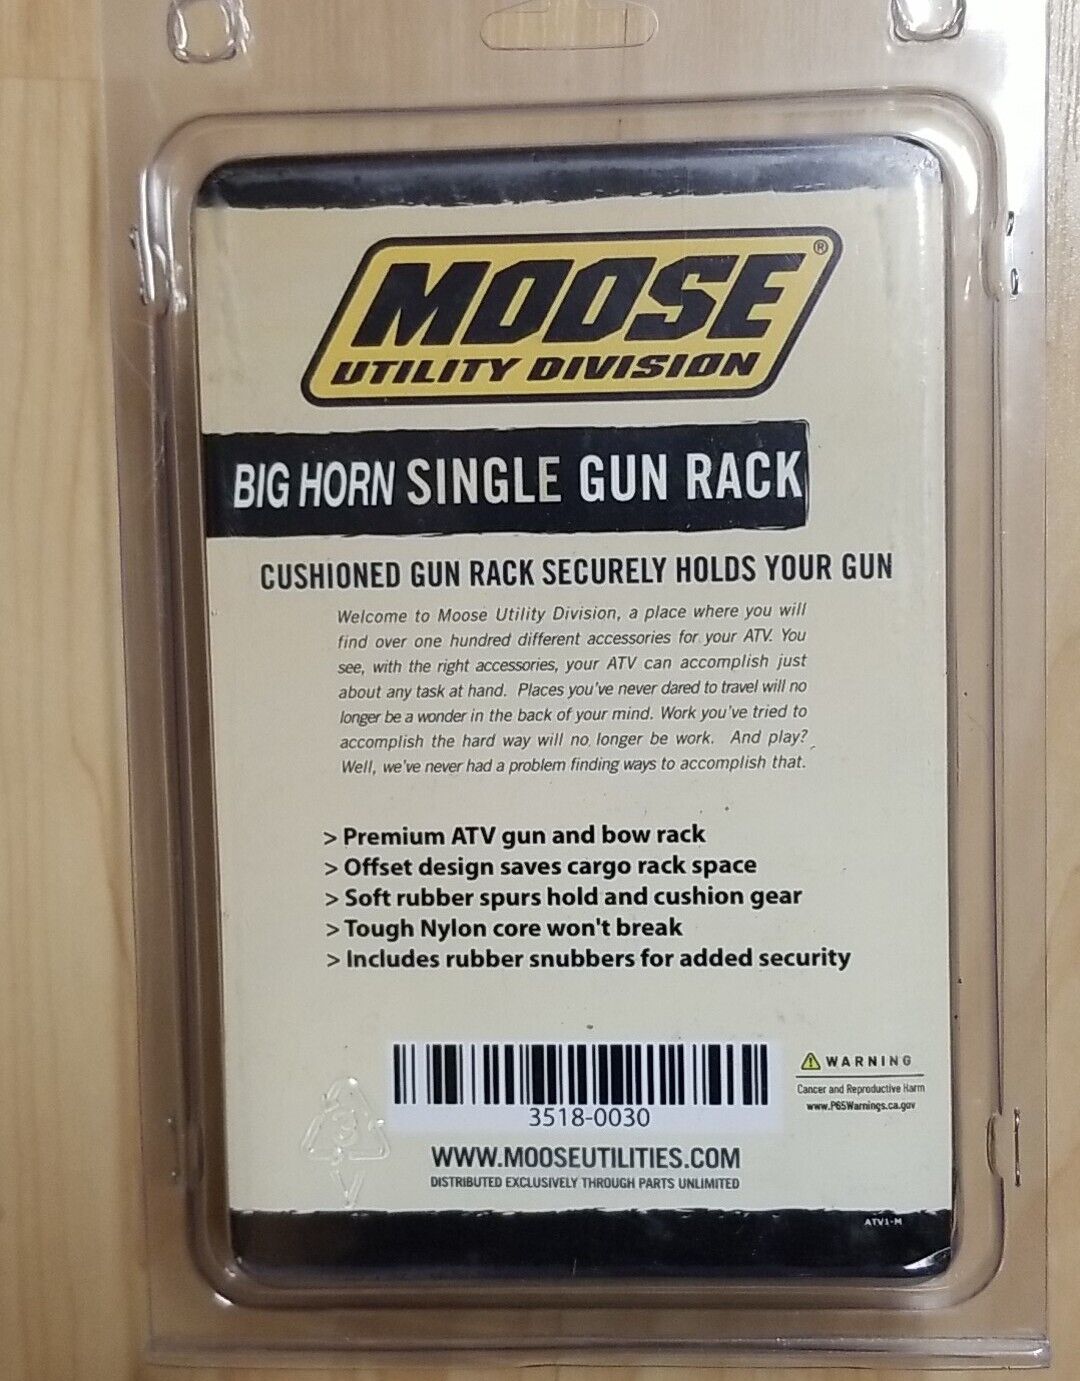 MOOSE®
UTILITY DIVISION
BIG HORN SINGLE GUN RACK
CUSHIONED GUN RACK SECURELY HOLDS YOUR GUN
Welcome to Moose Utility Division, a place where you will
find over one hundred different accessories for your ATV. You
see, with the right accessories, your ATV can accomplish just
about any task at hand. Places you've never dared to travel will no
longer be a wonder in the back of your mind. Work you've tried to
accomplish the hard way will no longer be work. And play?
Well, we've never had a problem finding ways to accomplish that.
> Premium ATV gun and bow rack
> Offset design saves cargo rack space
> Soft rubber spurs hold and cushion gear
> Tough Nylon core won't break
> Includes rubber snubbers for added security
⚠ WARNING
Cancer and Reproductive Harm
www.P65Warnings.ca.gov
3518-0030
3
V
WWW.MOOSEUTILITIES.COM
DISTRIBUTED EXCLUSIVELY THROUGH PARTS UNLIMITED
ATV1-M